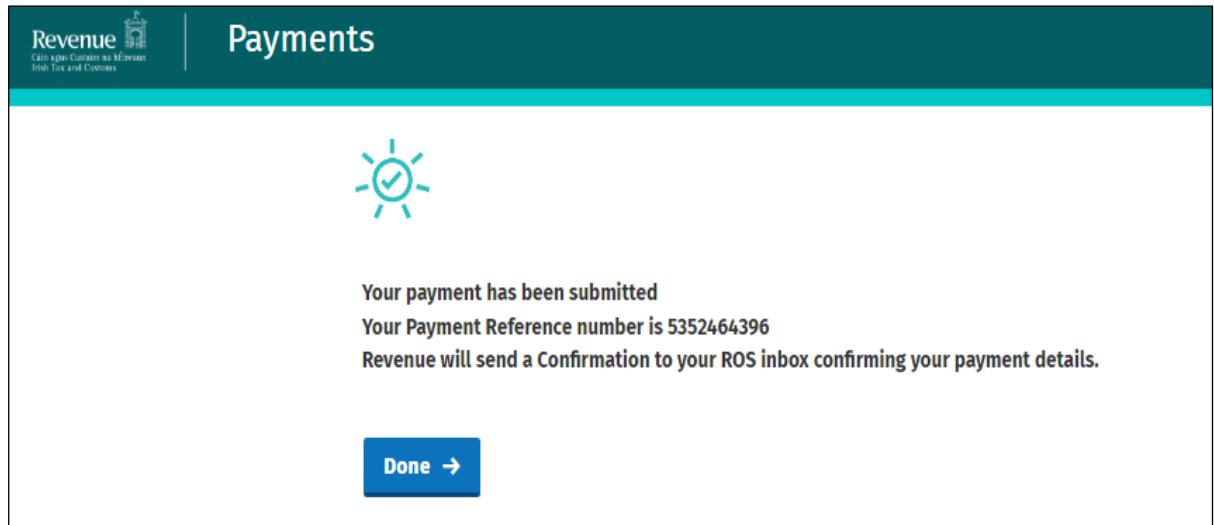 Revenue
Cáin agus Custaim na hÉireann
Irish Tax and Customs
Payments
Your payment has been submitted
Your Payment Reference number is 5352464396
Revenue will send a Confirmation to your ROS inbox confirming your payment details.
Done